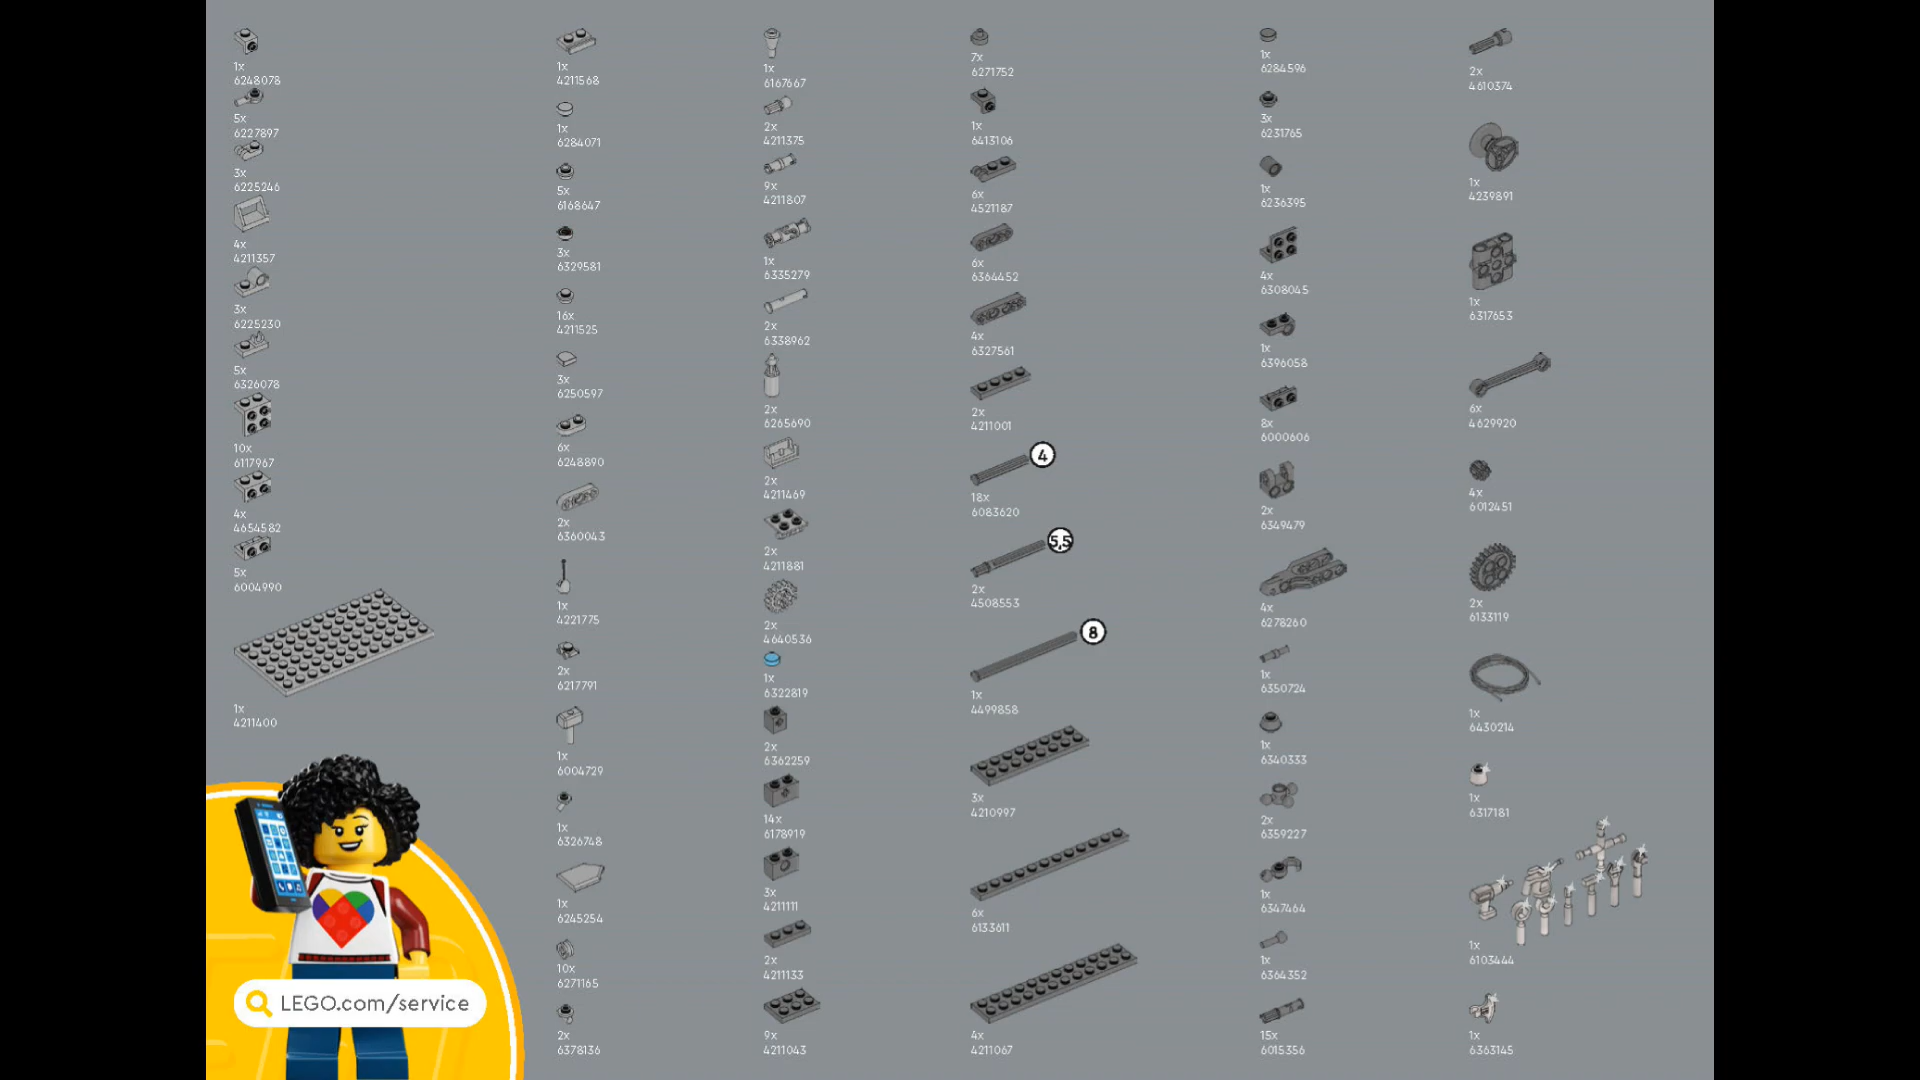 1x
6248078
5x
6227897
3x
6225246
4x
4211357
3x
6225230
5x
6326078
10x
6117967
4x
4654582
5x
6004990
1x
4211400
LEGO.com/service
1x
4211568
1x
6284071
5x
6168647
3x
6329581
16x
4211525
3x
6250597
6x
6248890
2x
6360043
1x
4221775
2x
6217791
1x
6004729
1x
6326748
1x
6245254
10x
6271165
2x
6378136
1x
6167667
2x
4211375
9x
4211807
1x
6335279
2x
6338962
2x
6265690
2x
4211469
2x
4211881
2x
4640536
1x
6322819
2x
6362259
14x
6178919
3x
4211111
2x
4211133
9x
4211043
7x
6271752
1x
6413106
6x
4521187
6x
6364452
4x
6327561
2x
4211001
4
18x
6083620
5,5
2x
4508553
8
1x
4499858
3x
4210997
6x
6133611
4x
4211067
1x
6284596
3x
6231765
1x
6236395
4x
6308045
1x
6396058
8x
6000606
2x
6349479
4x
6278260
1x
6350724
1x
6340333
2x
6359227
1x
6347464
1x
6364352
15x
6015356
2x
4610374
1x
4239891
1x
6317653
6x
4629920
4x
6012451
2x
6133119
1x
6430214
1x
6317181
1x
6103444
1x
6363145